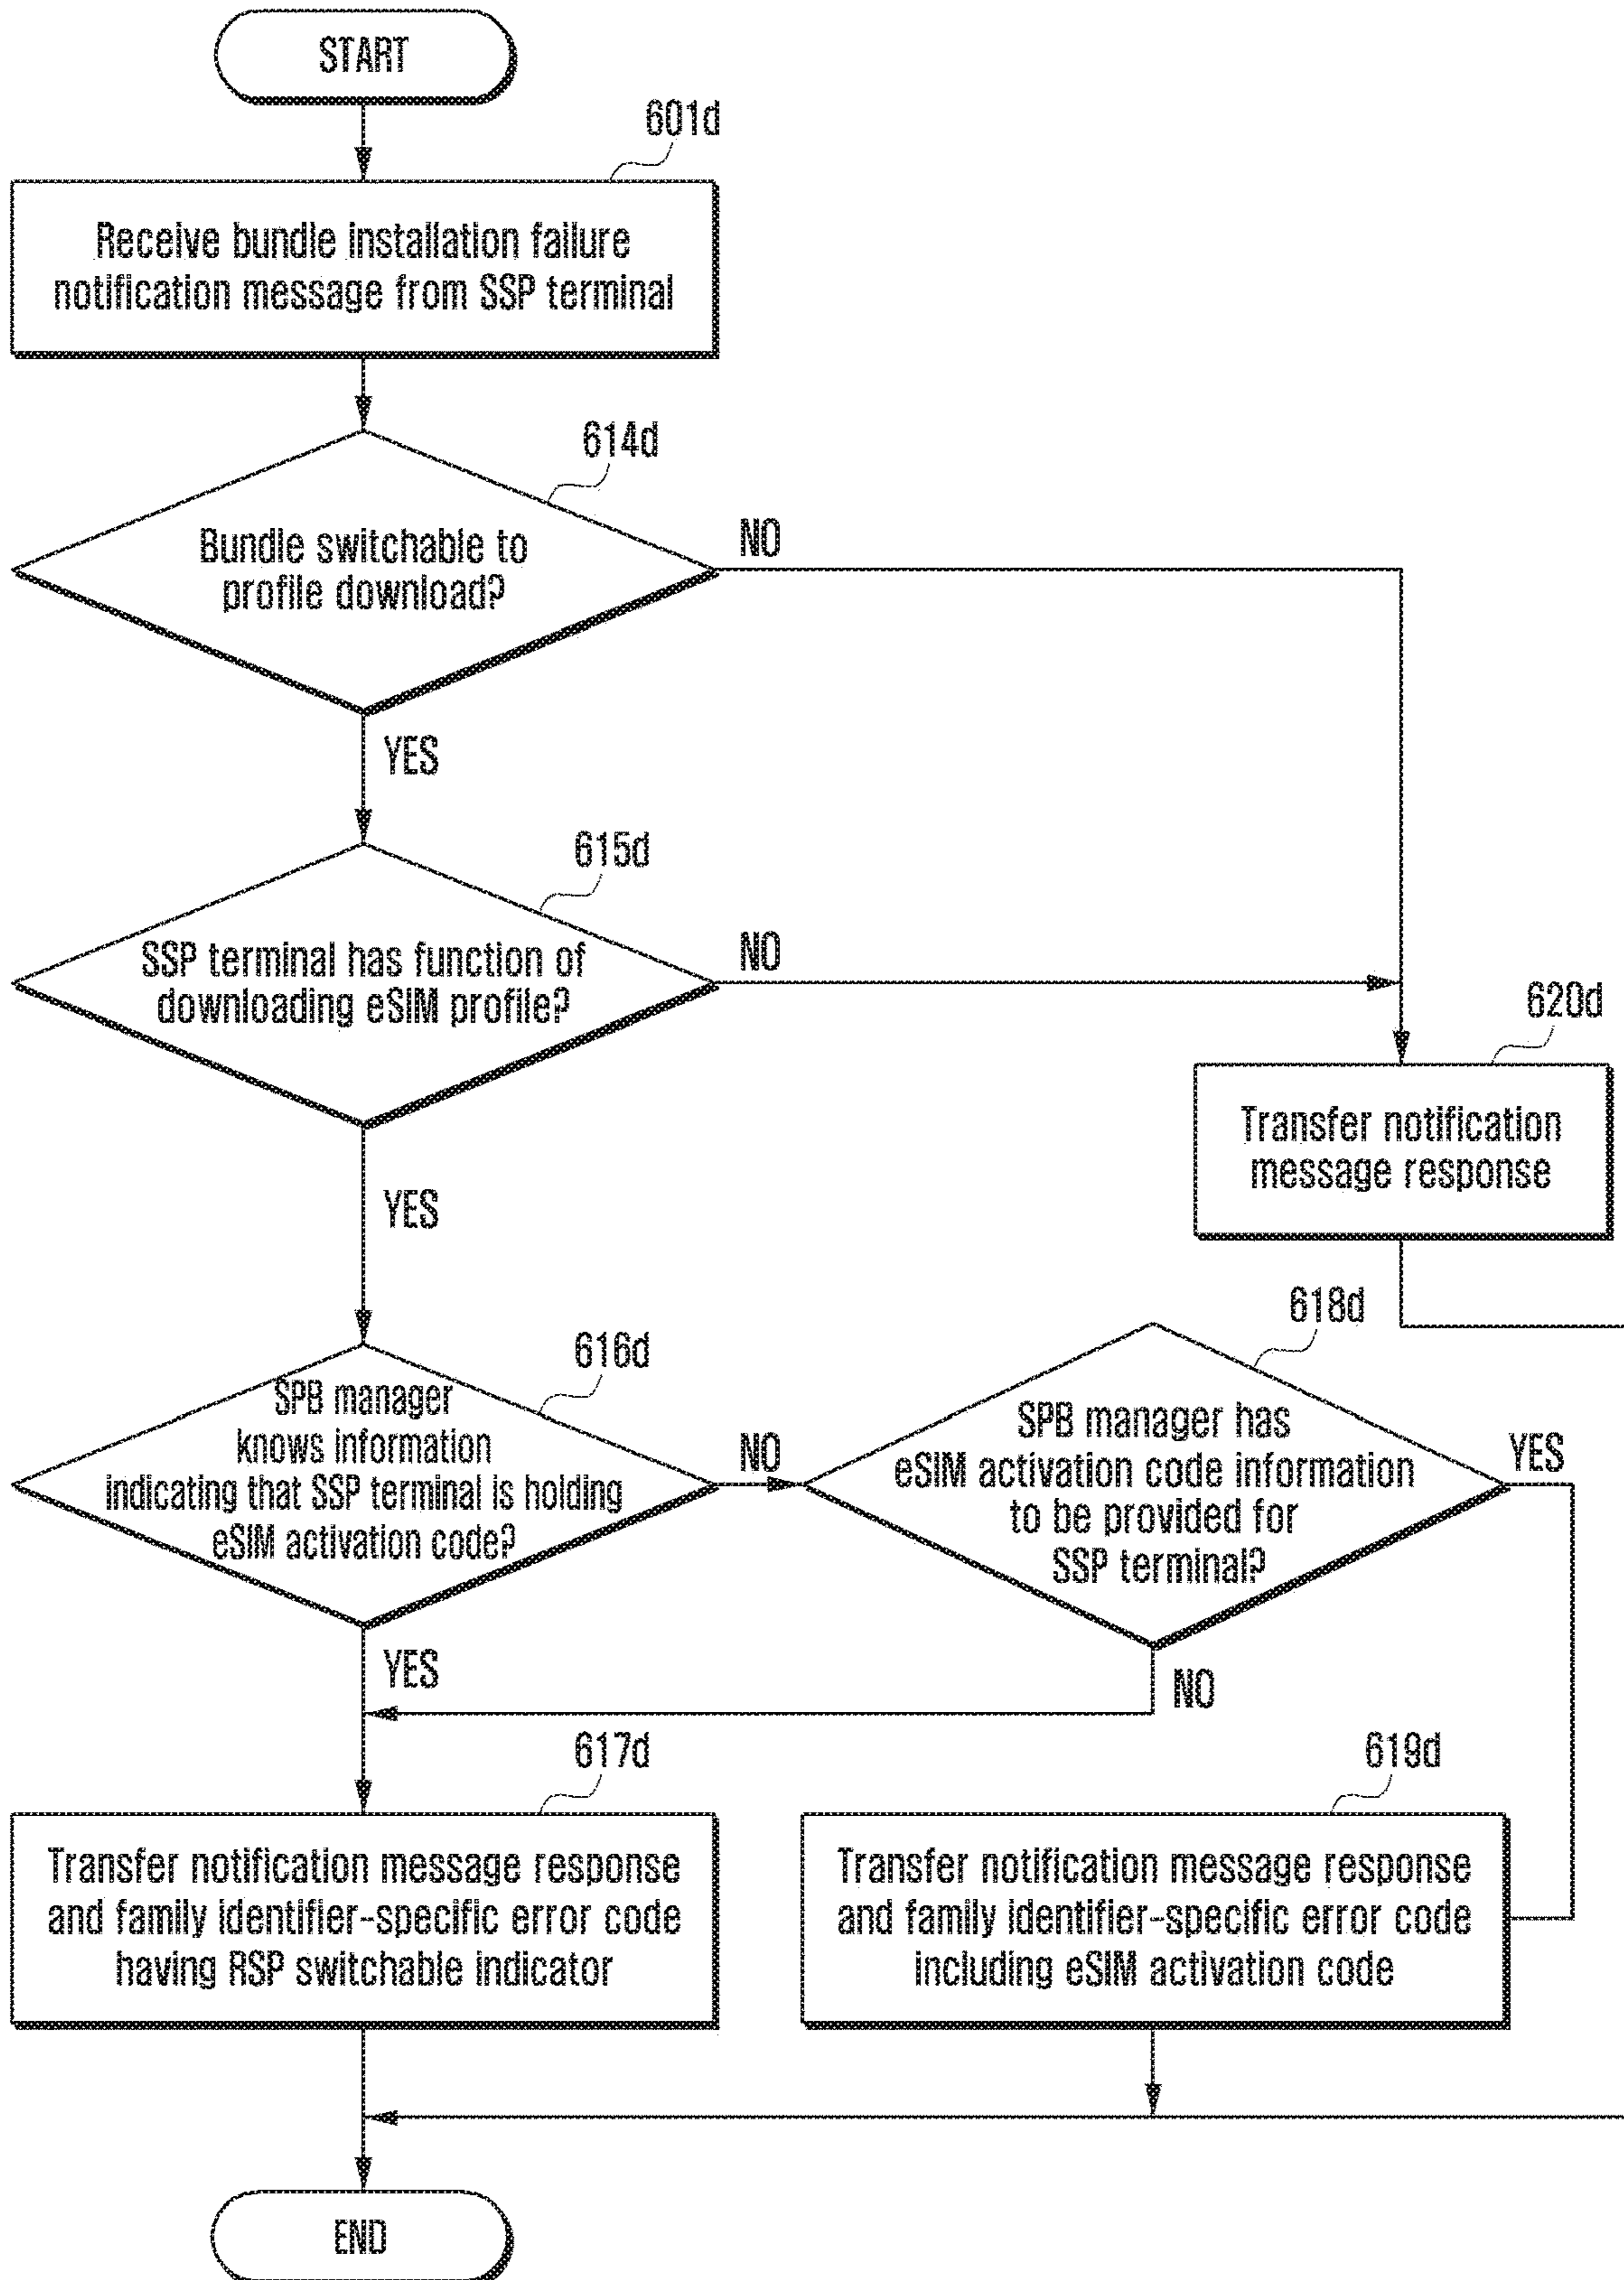 START
601d
Receive bundle installation failure
notification message from SSP terminal
614d
Bundle switchable to
profile download?
NO
YES
615d
SSP terminal has function of
downloading eSIM profile?
NO
YES
620d
Transfer notification
message response
616d
SPB manager
knows information
indicating that SSP terminal is holding
eSIM activation code?
NO
YES
618d
SPB manager has
eSIM activation code information
to be provided for
SSP terminal?
YES
NO
617d
Transfer notification message response
and family identifier-specific error code
having RSP switchable indicator
619d
Transfer notification message response
and family identifier-specific error code
including eSIM activation code
END